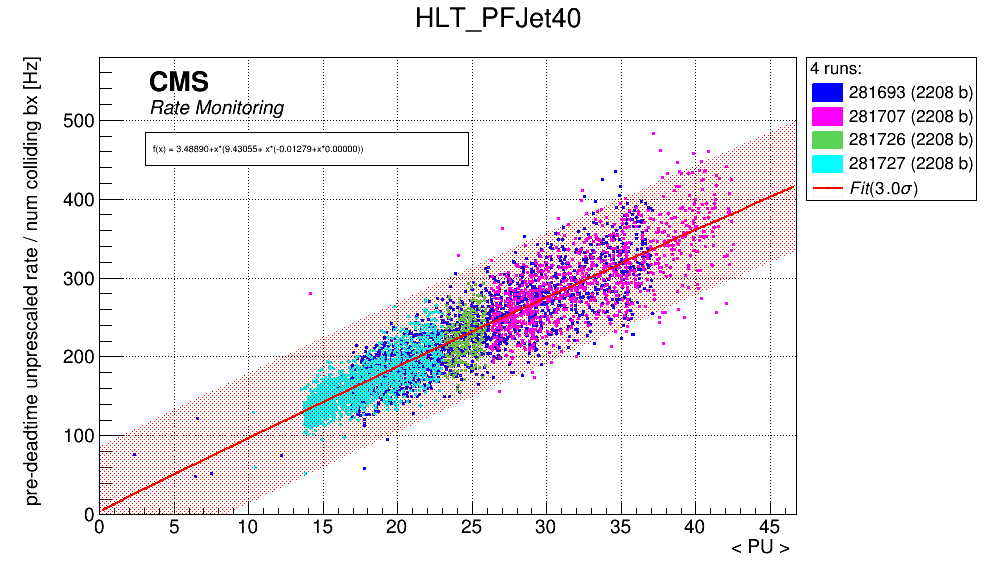 HLT_PFJet40
pre-deadtime unprescaled rate / num colliding bx [Hz]
CMS
Rate Monitoring
f(x) = 3.48890+x*(9.43055+ x*(-0.01279+x*0.00000))
500
400
300
200
100
0
0 5 10 15 20 25 30 35 40 45
< PU >
4 runs:
281693 (2208 b)
281707 (2208 b)
281726 (2208 b)
281727 (2208 b)
Fit(3.0σ)